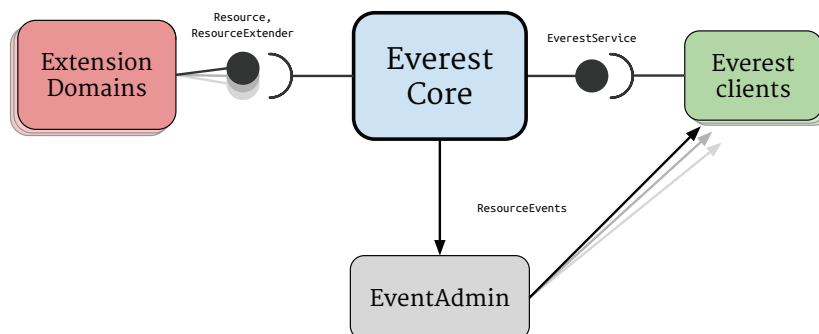 Resource,
ResourceExtender
Extension
Domains
Everest
Core
EverestService
Everest
clients
ResourceEvents
EventAdmin